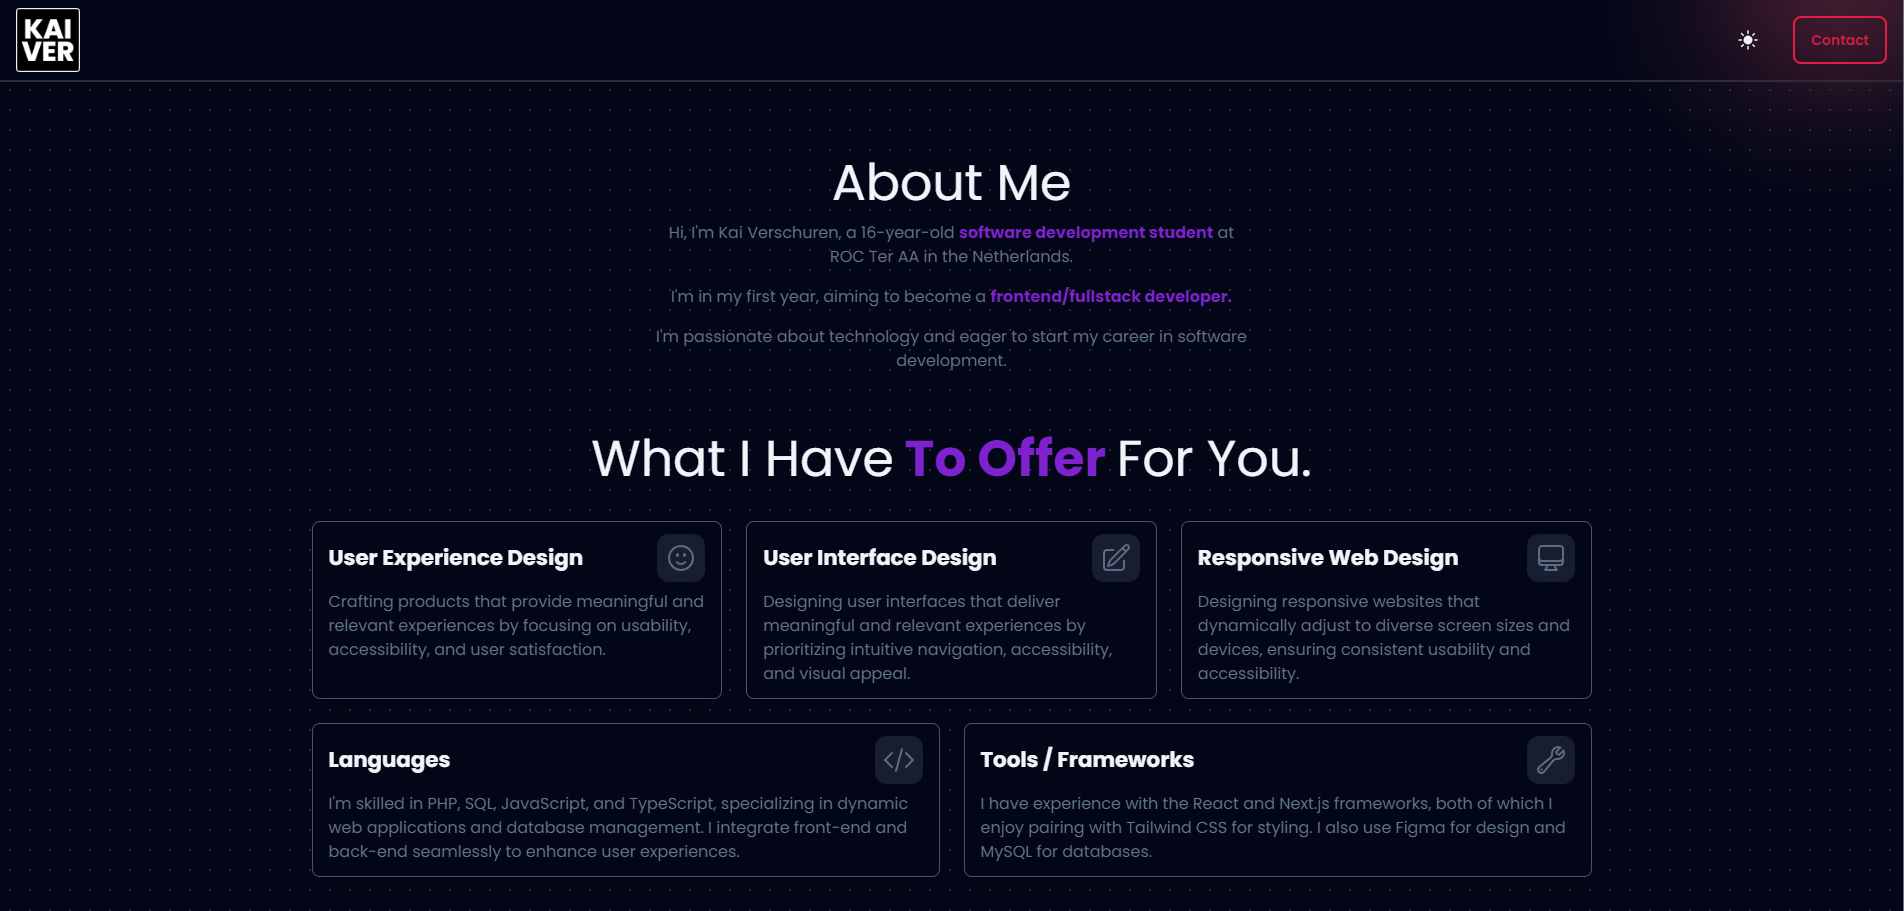 KAI
VER
Contact
About Me
Hi, I'm Kai Verschuren, a 16-year-old software development student at
ROC Ter AA in the Netherlands.
I'm in my first year, aiming to become a frontend/fullstack developer.
I'm passionate about technology and eager to start my career in software
development.
What I Have To Offer For You.
User Experience Design
Crafting products that provide meaningful and
relevant experiences by focusing on usability,
accessibility, and user satisfaction.
User Interface Design
Designing user interfaces that deliver
meaningful and relevant experiences by
prioritizing intuitive navigation, accessibility,
and visual appeal.
Responsive Web Design
Designing responsive websites that
dynamically adjust to diverse screen sizes and
devices, ensuring consistent usability and
accessibility.
Languages
I'm skilled in PHP, SQL, JavaScript, and TypeScript, specializing in dynamic
web applications and database management. I integrate front-end and
back-end seamlessly to enhance user experiences.
Tools / Frameworks
I have experience with the React and Next.js frameworks, both of which I
enjoy pairing with Tailwind CSS for styling. I also use Figma for design and
MySQL for databases.